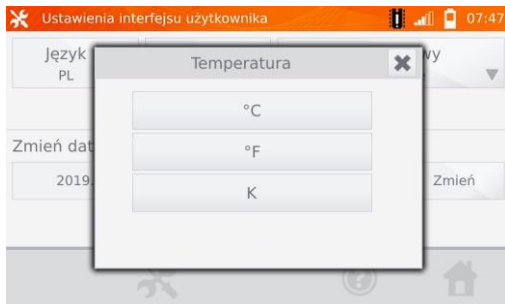 Ustawienia interfejsu użytkownika
07:47
Język
PL
wy
Temperatura
°C
°F
K
Zmień dat
2019.
Zmień